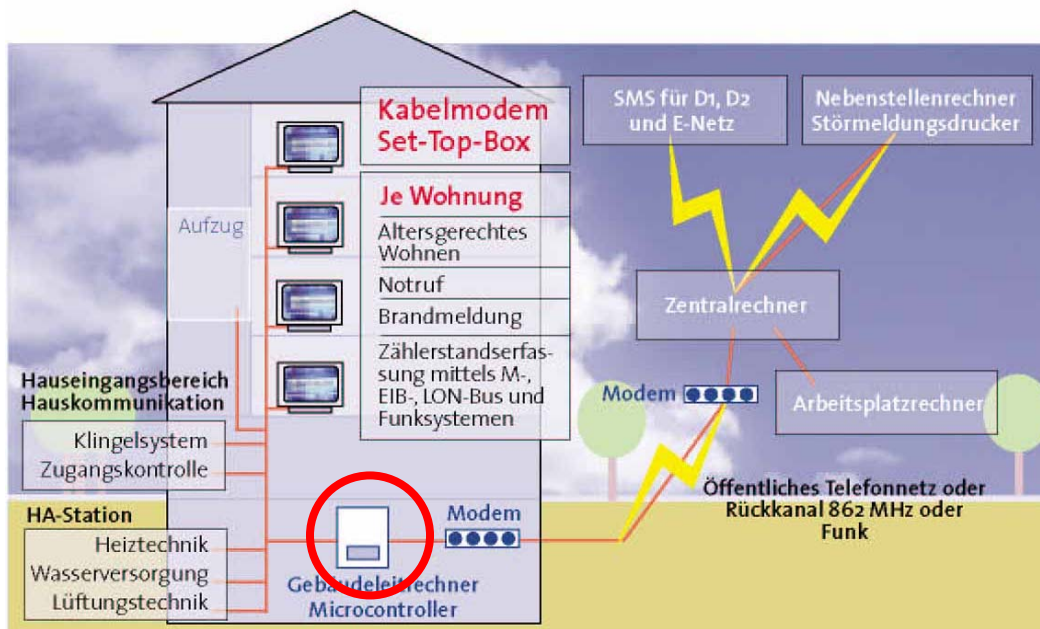 Kabelmodem
Set-Top-Box
Je Wohnung
Altersgerechtes
Wohnen
Notruf
Brandmeldung
Zählerstandserfas-
sung mittels M-,
EIB-, LON-Bus und
Funksystemen
Aufzug
Hauseingangsbereich
Hauskommunikation
Klingelsystem
Zugangskontrolle
HA-Station
Heiztechnik
Wasserversorgung
Lüftungstechnik
Gebäudeleitrechner
Microcontroller
Modem
SMS für D1, D2
und E-Netz
Nebenstellenrechner
Störmeldungsdrucker
Zentralrechner
Modem
Arbeitsplatzrechner
Öffentliches Telefonnetz oder
Rückkanal 862 MHz oder
Funk